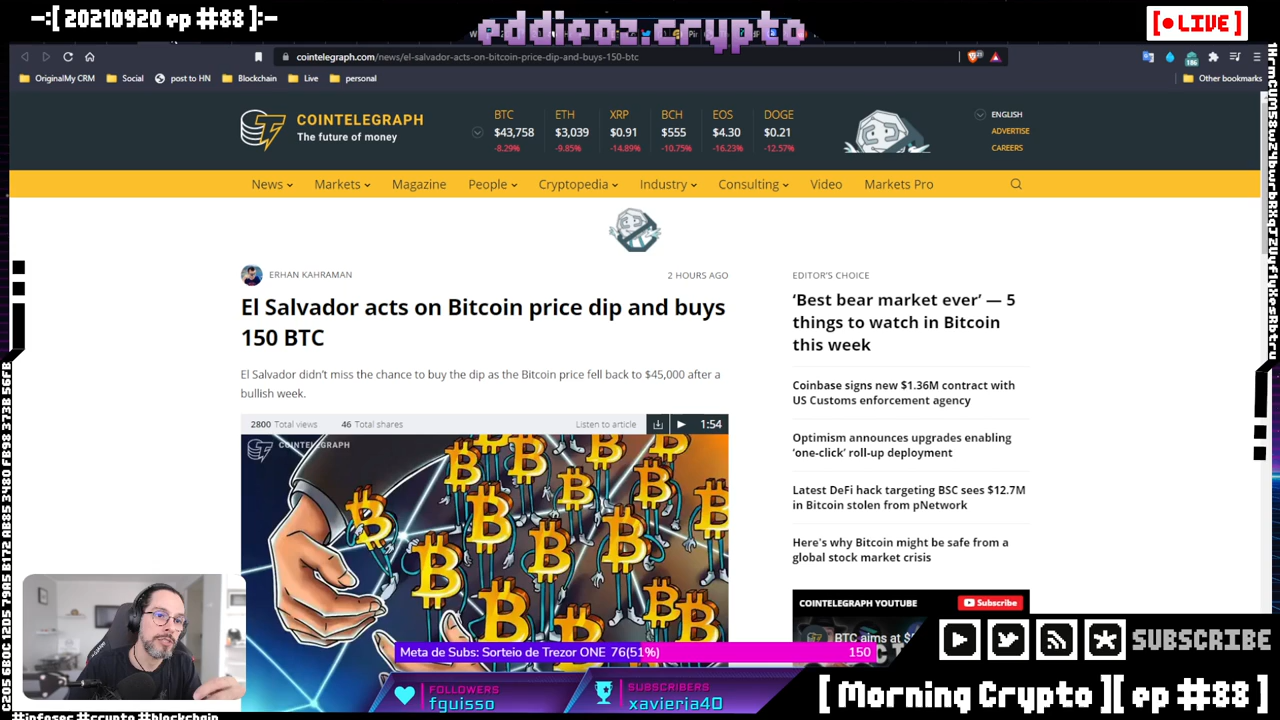 -:[ 20210920 ep #88 ]:-
eddieoz.crypto
[● LIVE]
cointelegraph.com/news/el-salvador-acts-on-bitcoin-price-dip-and-buys-150-btc
OriginalMy CRM
Social
post to HN
Blockchain
Live
personal
Other bookmarks
COINTELEGRAPH
The future of money
BTC ETH XRP BCH EOS DOGE
$43,758 $3,039 $0.91 $555 $4.30 $0.21
-8.29% -9.85% -14.89% -10.75% -16.23% -12.57%
ENGLISH
ADVERTISE
CAREERS
News Markets Magazine People Cryptopedia Industry Consulting Video Markets Pro
ERHAN KAHRAMAN
2 HOURS AGO
El Salvador acts on Bitcoin price dip and buys
150 BTC
El Salvador didn't miss the chance to buy the dip as the Bitcoin price fell back to $45,000 after a
bullish week.
2800 Total views 46 Total shares Listen to article 1:54
COINTELEGRAPH
EDITOR'S CHOICE
‘Best bear market ever’ — 5
things to watch in Bitcoin
this week
Coinbase signs new $1.36M contract with
US Customs enforcement agency
Optimism announces upgrades enabling
‘one-click’ roll-up deployment
Latest DeFi hack targeting BSC sees $12.7M
in Bitcoin stolen from pNetwork
Here's why Bitcoin might be safe from a
global stock market crisis
COINTELEGRAPH YOUTUBE
Subscribe
BTC aims at
Meta de Subs: Sorteio de Trezor ONE 76(51%)
150
FOLLOWERS
fguisso
SUBSCRIBERS
xavierja40
SUBSCRIBE
[ Morning Crypto ][ ep #88 ]
#infosec #crypto #blockchain